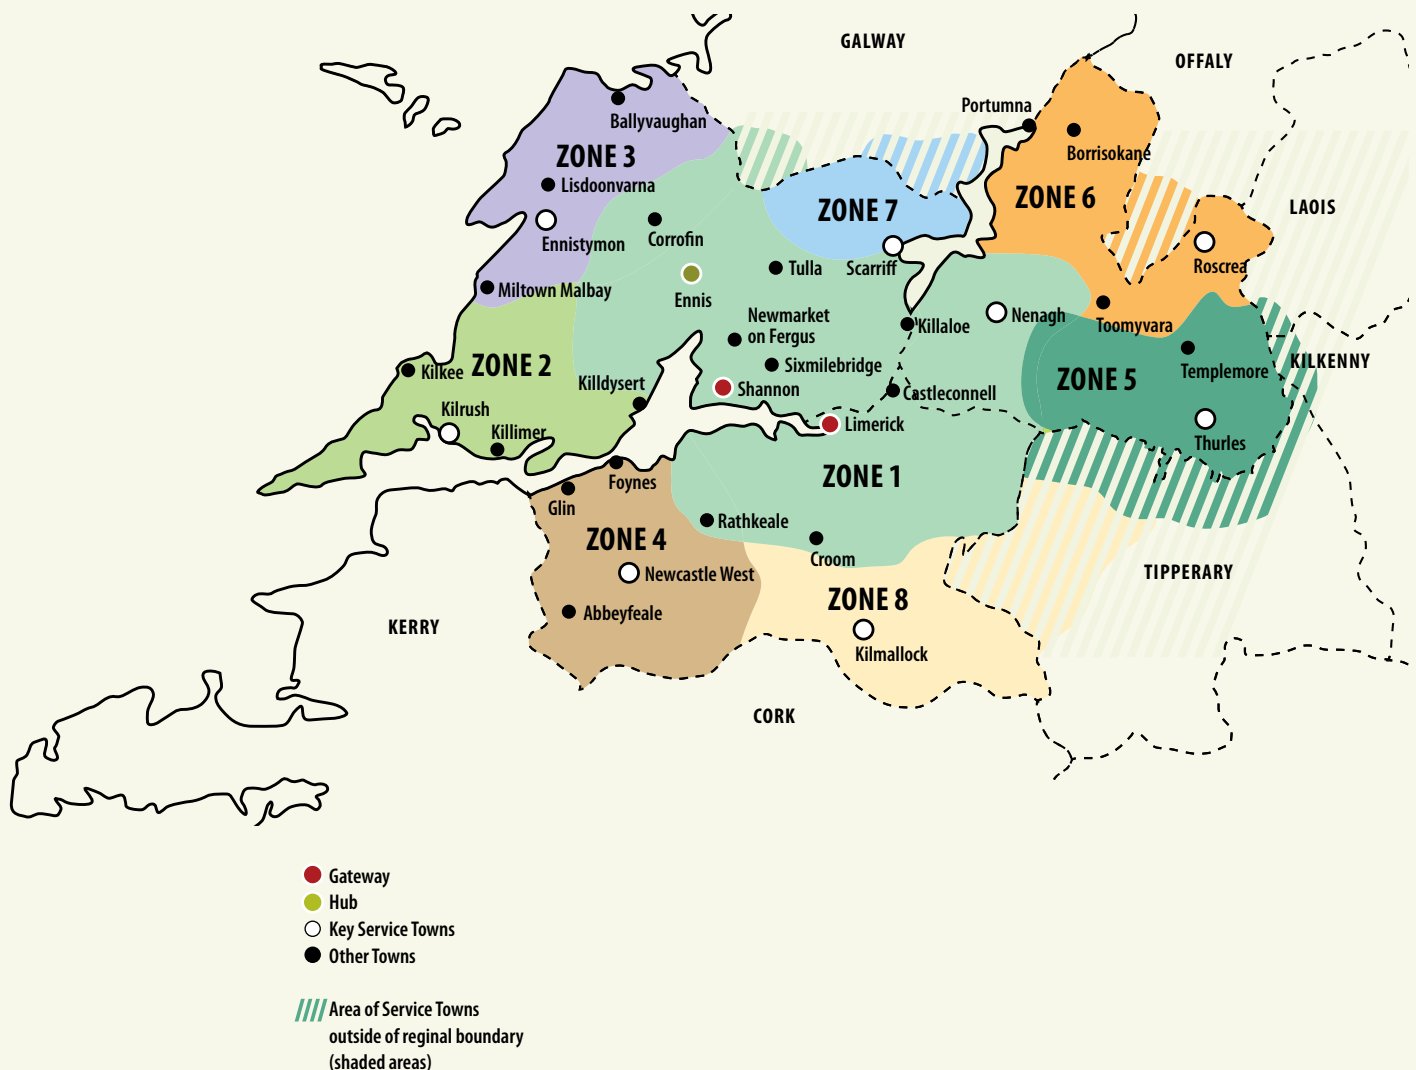 GALWAY
OFFALY
Portumna
Ballyvaughan
Borrisokane
ZONE 3
Lisdoonvarna
ZONE 6
ZONE 7
LAOIS
Ennistymon
Corrofin
Scarriff
Roscrea
Tulla
Miltown Malbay
Ennis
Newmarket
on Fergus
Killaloe
Nenagh
Toomyvara
ZONE 2
Kilkee
Sixmilebridge
KILKENNY
Templemore
ZONE 5
Killdysert
Shannon
Castleconnell
Kilrush
Limerick
Killimer
Thurles
ZONE 1
Foynes
Glin
Rathkeale
ZONE 4
Croom
Newcastle West
TIPPERARY
ZONE 8
Abbeyfeale
KERRY
Kilmallock
CORK
Gateway
Hub
Key Service Towns
Other Towns
Area of Service Towns
outside of reginal boundary
(shaded areas)